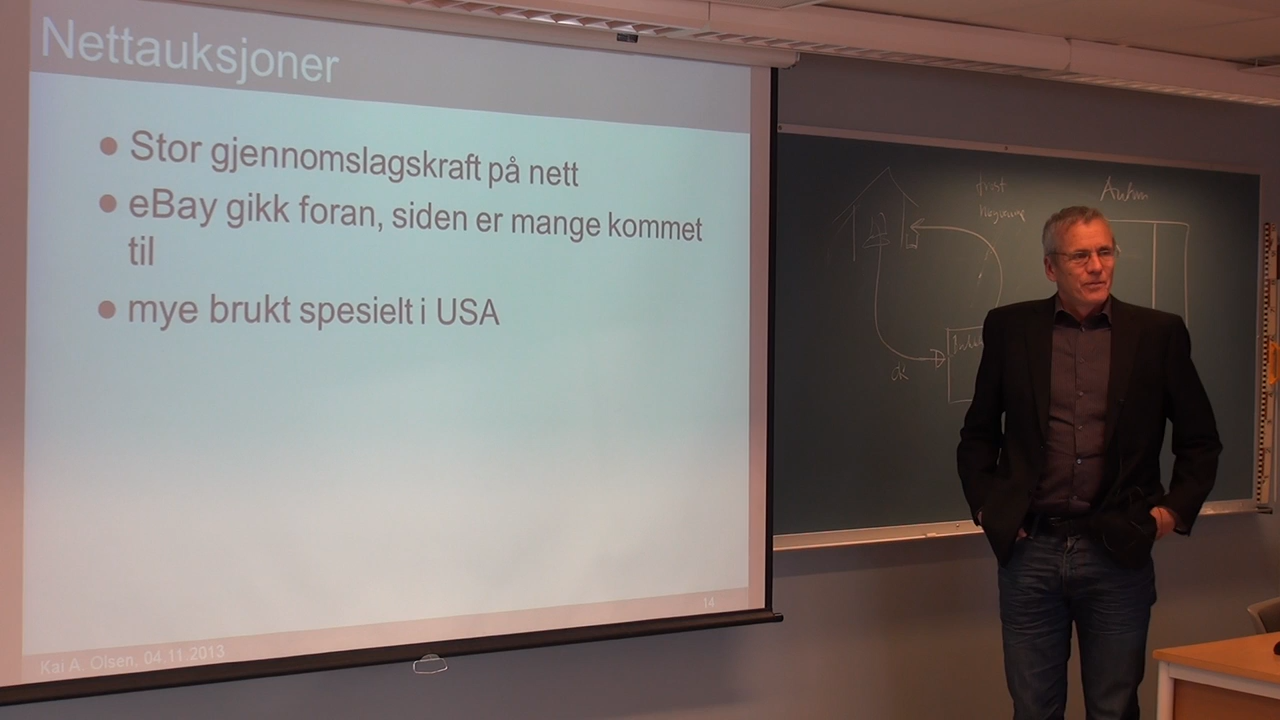 Nettauksjoner
● Stor gjennomslagskraft på nett
● eBay gikk foran, siden er mange kommet
til
● mye brukt spesielt i USA
14
Kai A. Olsen, 04.11.2013
OK